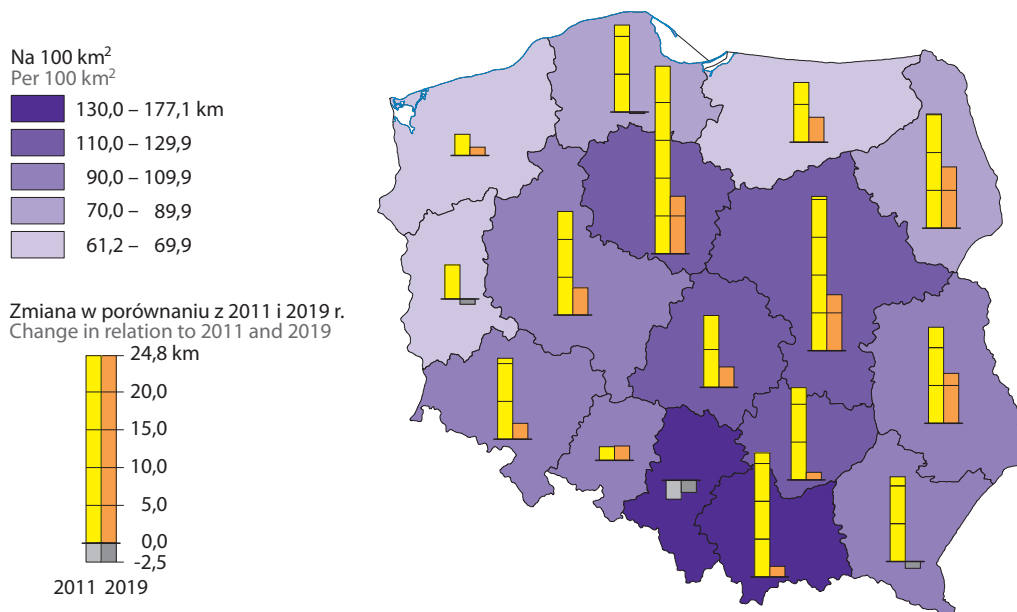 Na 100 km²
Per 100 km²
130,0 – 177,1 km
110,0 – 129,9
90,0 – 109,9
70,0 – 89,9
61,2 – 69,9
Zmiana w porównaniu z 2011 i 2019 r.
Change in relation to 2011 and 2019
24,8 km
20,0
15,0
10,0
5,0
0,0
-2,5
2011 2019